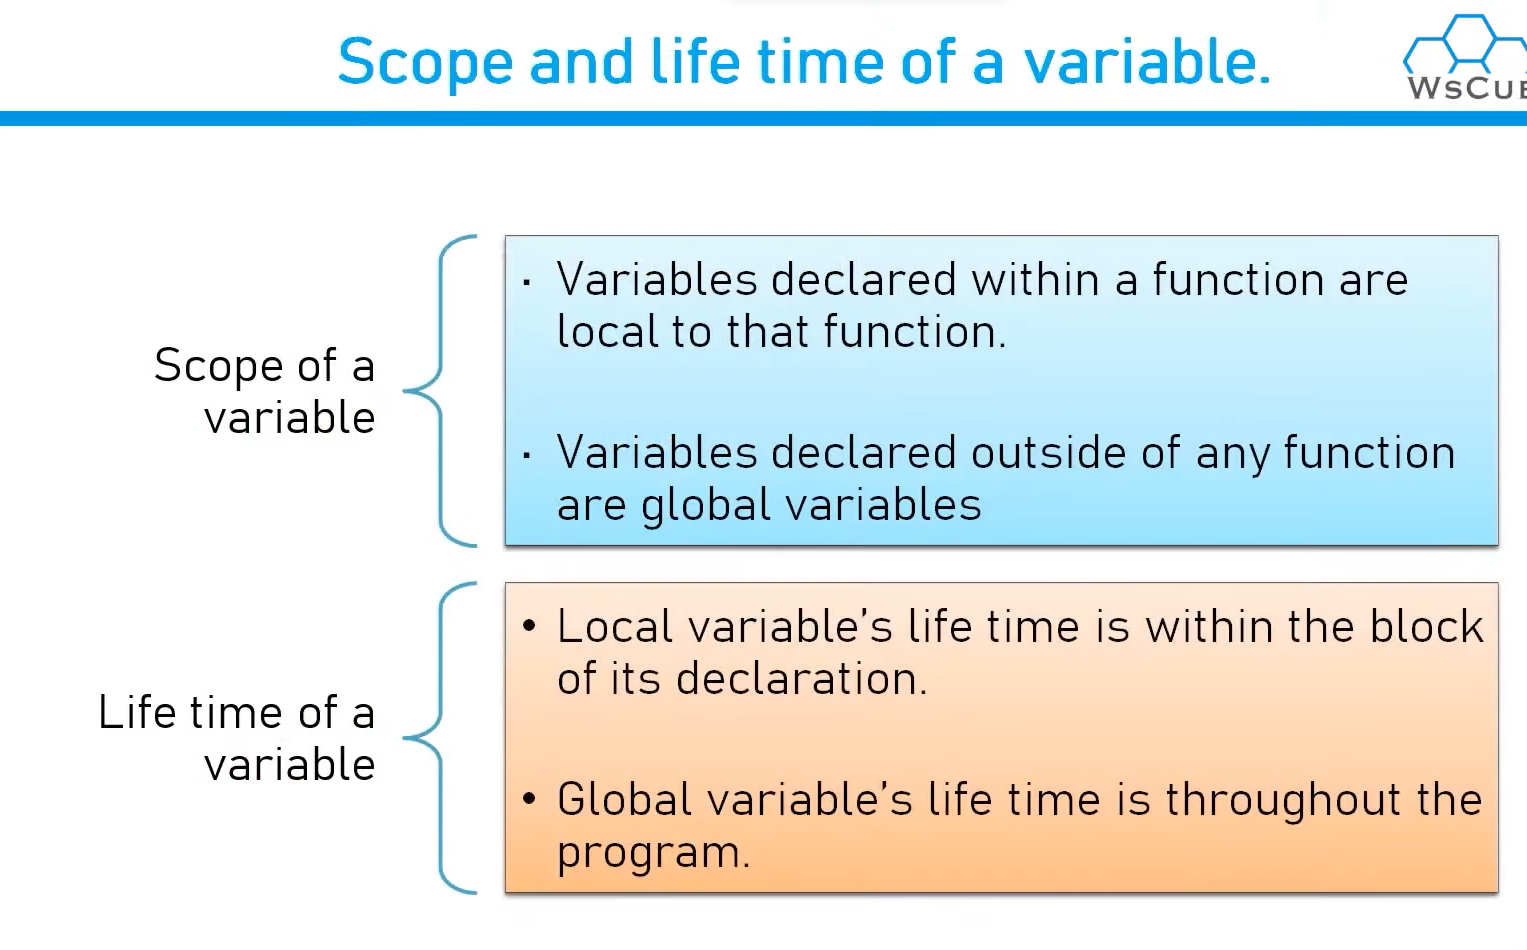 Scope and life time of a variable.
WsCub
Scope of a
variable
· Variables declared within a function are
local to that function.
· Variables declared outside of any function
are global variables
Life time of a
variable
• Local variable’s life time is within the block
of its declaration.
• Global variable’s life time is throughout the
program.